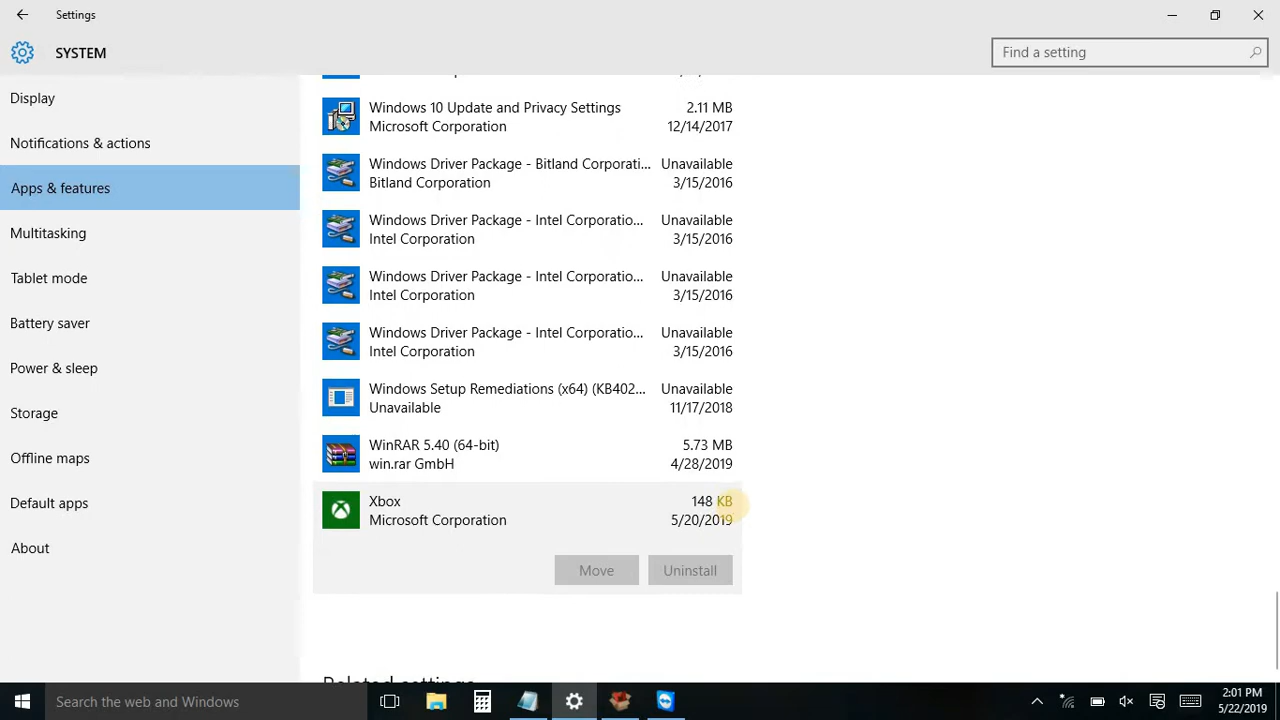 Settings
SYSTEM
Find a setting
Display
Notifications & actions
Apps & features
Multitasking
Tablet mode
Battery saver
Power & sleep
Storage
Offline maps
Default apps
About
Windows 10 Update and Privacy Settings 2.11 MB
Microsoft Corporation 12/14/2017
Windows Driver Package - Bitland Corporati... Unavailable
Bitland Corporation 3/15/2016
Windows Driver Package - Intel Corporatio... Unavailable
Intel Corporation 3/15/2016
Windows Driver Package - Intel Corporatio... Unavailable
Intel Corporation 3/15/2016
Windows Driver Package - Intel Corporatio... Unavailable
Intel Corporation 3/15/2016
Windows Setup Remediations (x64) (KB402... Unavailable
Unavailable 11/17/2018
WinRAR 5.40 (64-bit) 5.73 MB
win.rar GmbH 4/28/2019
Xbox 148 KB
Microsoft Corporation 5/20/2019
Move Uninstall
Related settings
Search the web and Windows
2:01 PM
5/22/2019